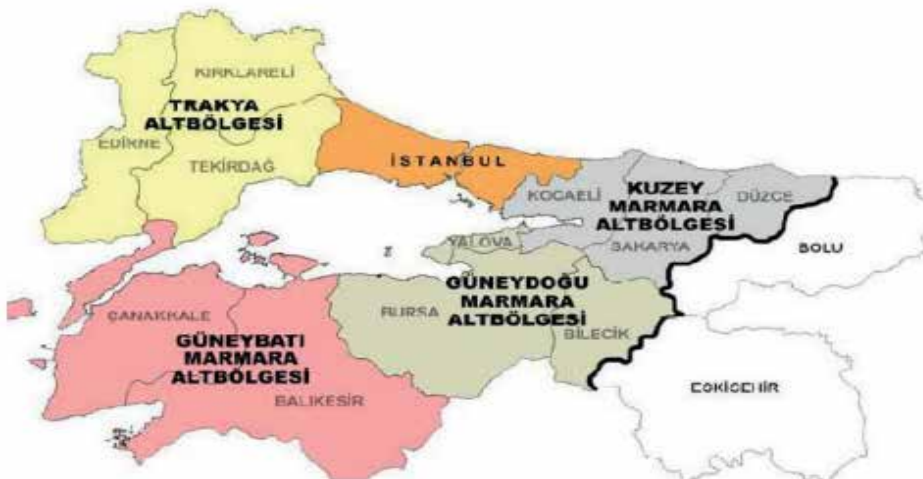 KIRKLARELİ
TRAKYA
ALTBÖLGESİ
EDİRNE
TEKİRDAĞ
İSTANBUL
KOCAELİ
KUZEY
MARMARA
ALTBÖLGESİ
DÜZCE
SAKARYA
BOLU
YALOVA
GÜNEYDOĞU
MARMARA
ALTBÖLGESİ
BURSA
BİLECİK
ÇANAKKALE
GÜNEYBATI
MARMARA
ALTBÖLGESİ
BALIKESİR
ESKİŞEHİR